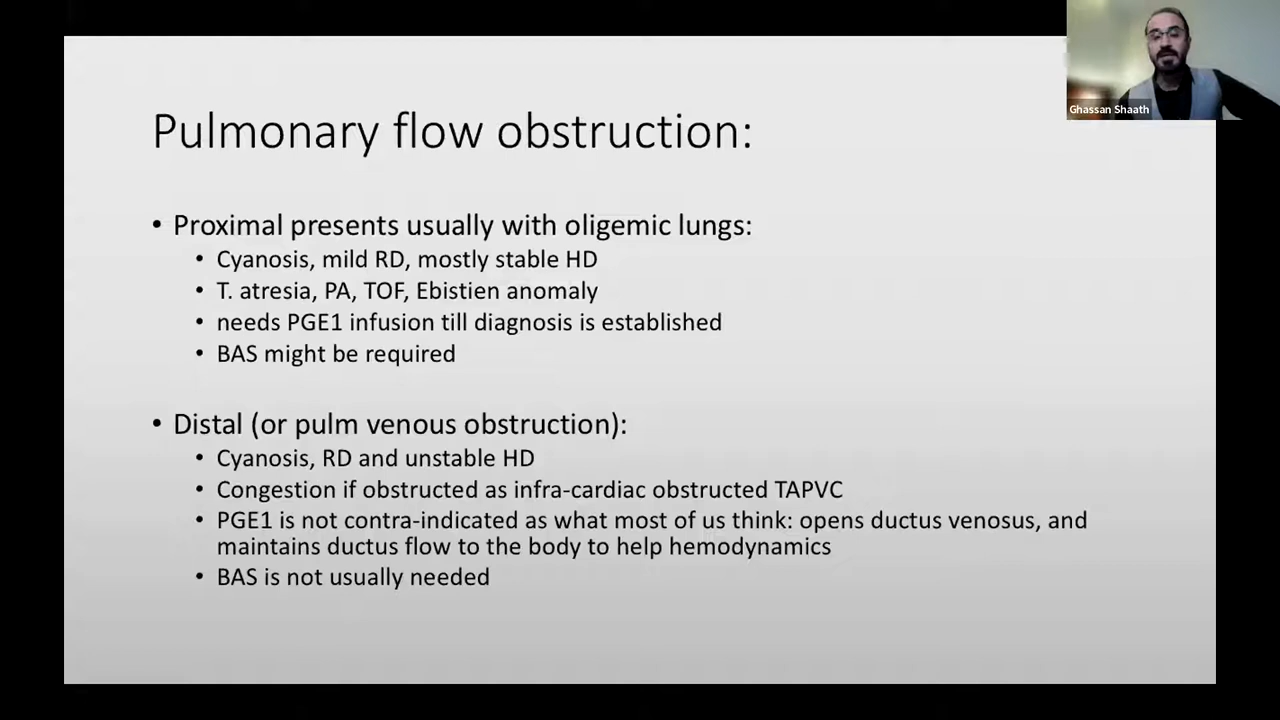 Ghassan Shaath
Pulmonary flow obstruction:
• Proximal presents usually with oligemic lungs:
• Cyanosis, mild RD, mostly stable HD
• T. atresia, PA, TOF, Ebistien anomaly
• needs PGE1 infusion till diagnosis is established
• BAS might be required
• Distal (or pulm venous obstruction):
• Cyanosis, RD and unstable HD
• Congestion if obstructed as infra-cardiac obstructed TAPVC
• PGE1 is not contra-indicated as what most of us think: opens ductus venosus, and
maintains ductus flow to the body to help hemodynamics
• BAS is not usually needed